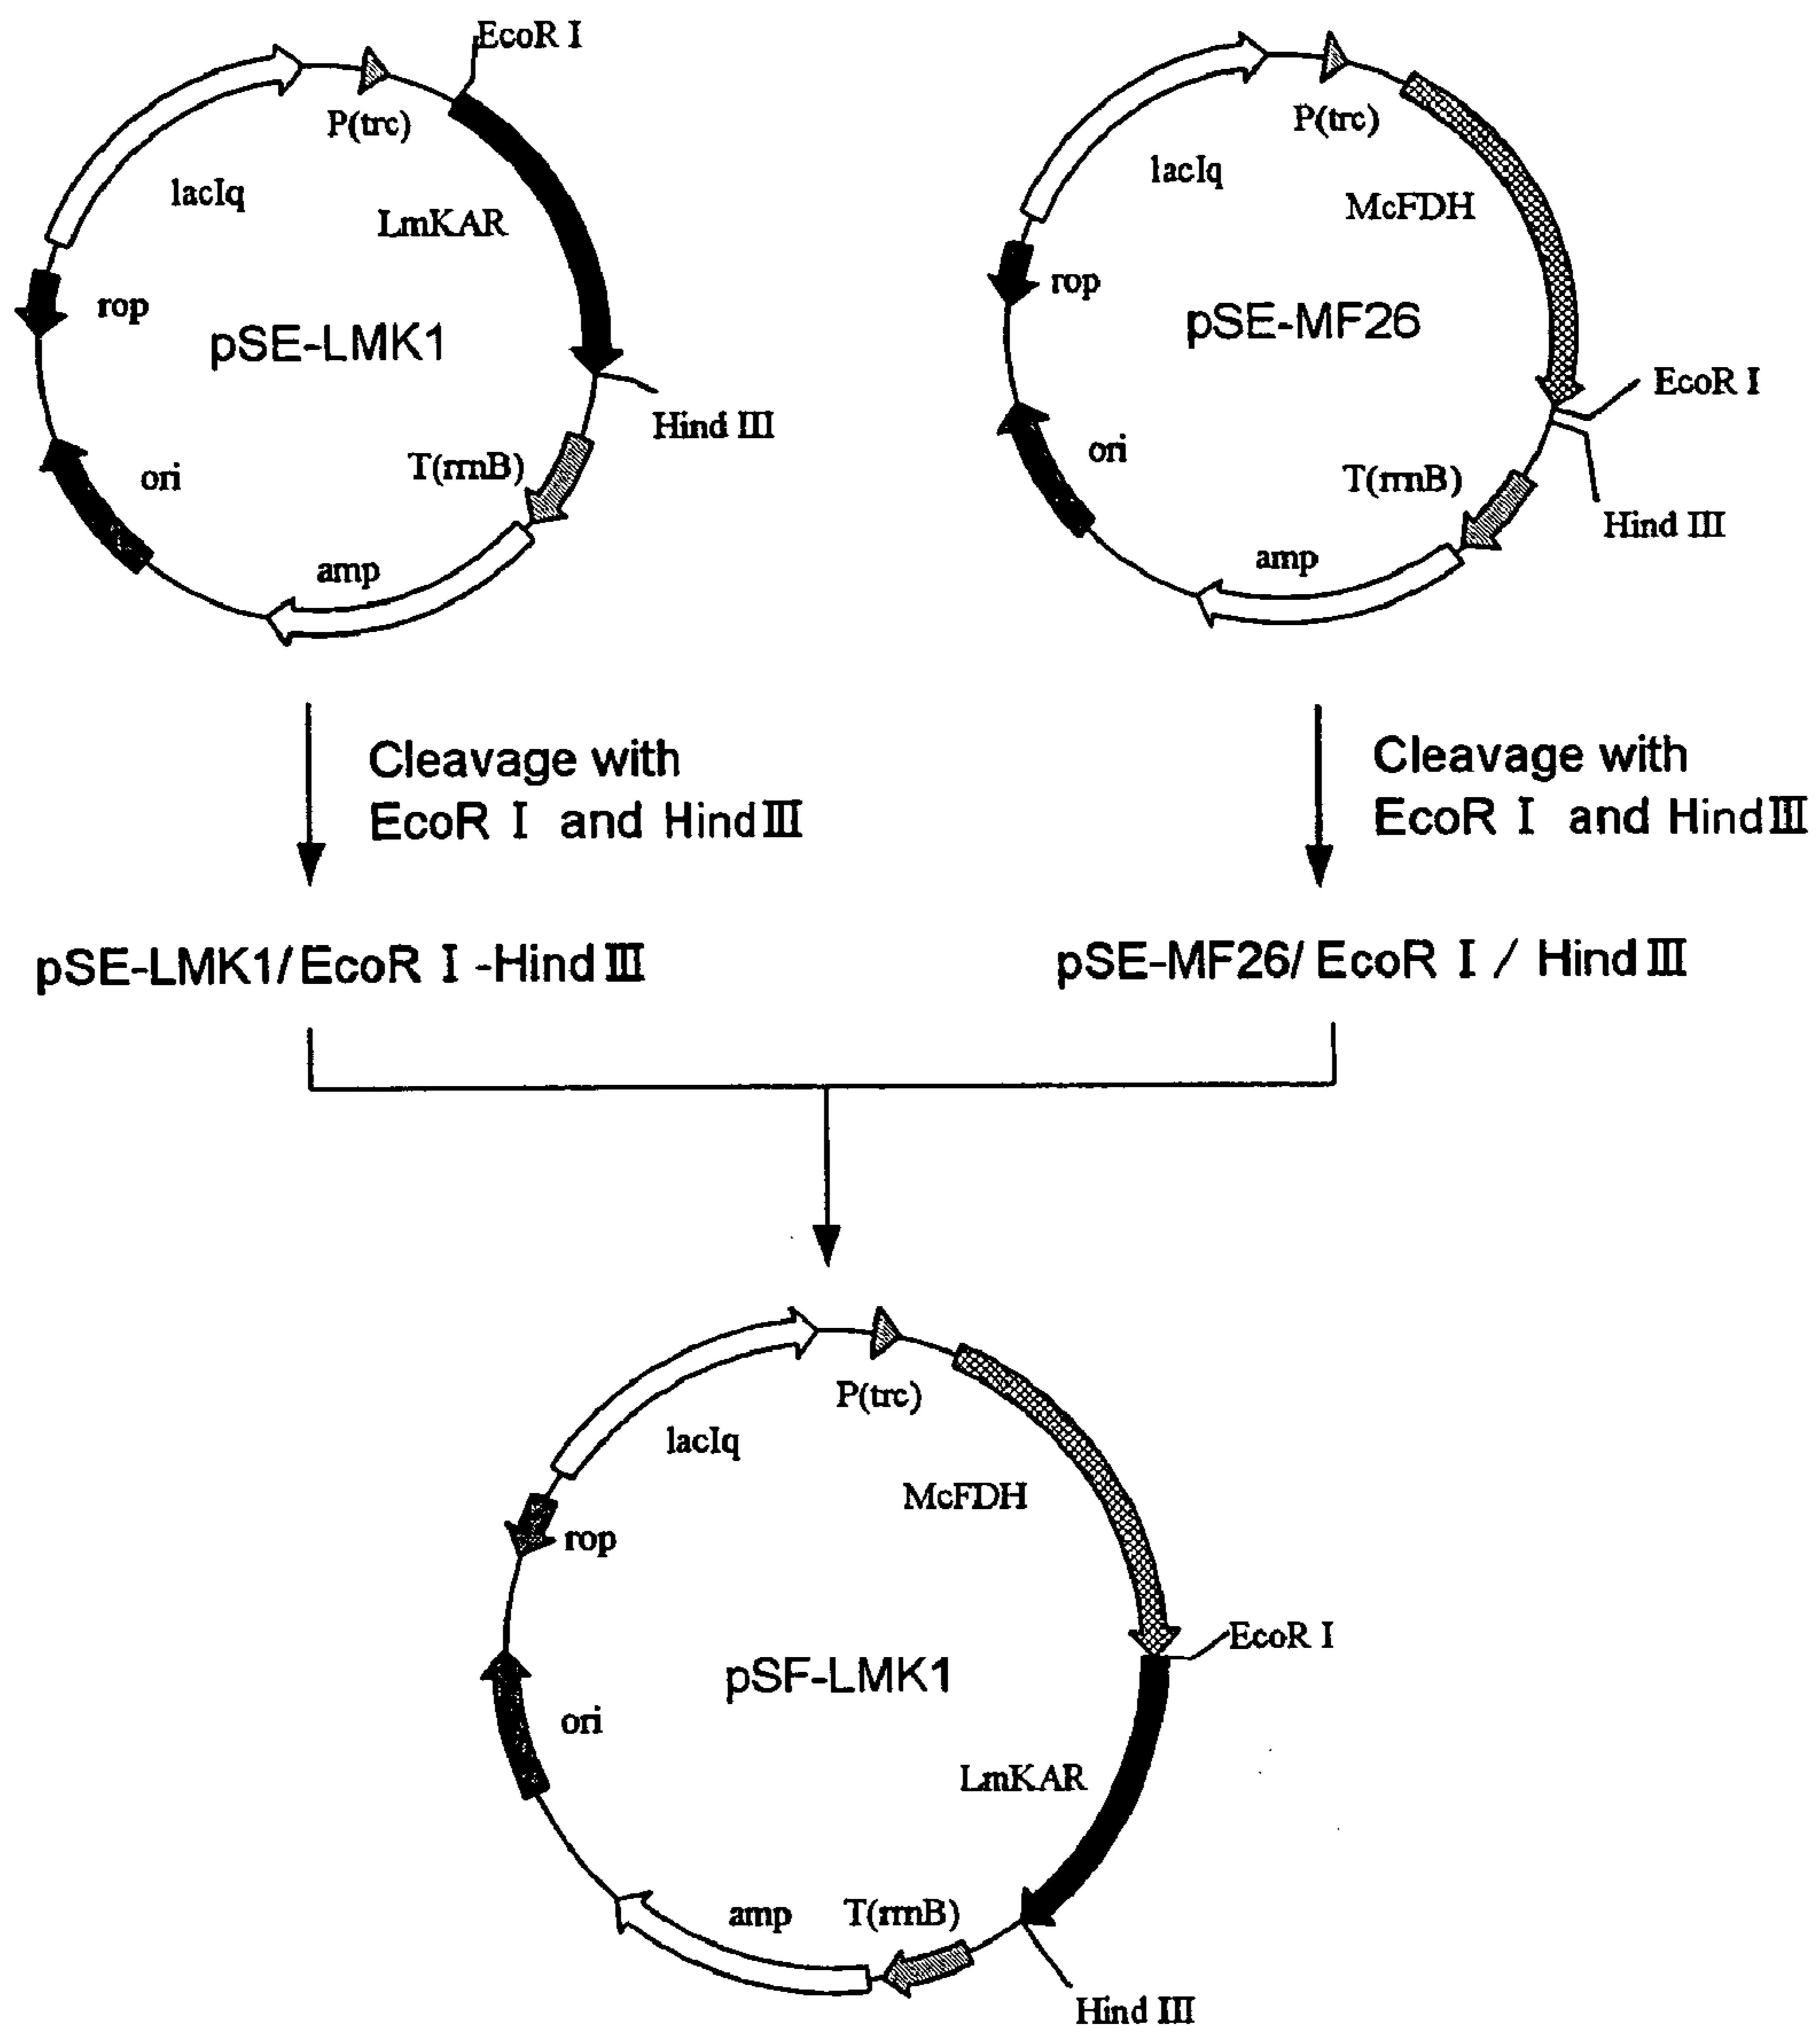 EcoR I
P(trc)
lacIq
LmKAR
rop
pSE-LMK1
Hind III
T(rrnB)
ori
amp
P(trc)
lacIq
McFDH
rop
pSE-MF26
EcoR I
ori
T(rrnB)
Hind III
amp
Cleavage with
EcoR I and Hind III
Cleavage with
EcoR I and Hind III
pSE-LMK1/ EcoR I -Hind III
pSE-MF26/ EcoR I / Hind III
P(trc)
lacIq
McFDH
rop
EcoR I
pSF-LMK1
ori
LmKAR
amp
T(rrnB)
Hind III